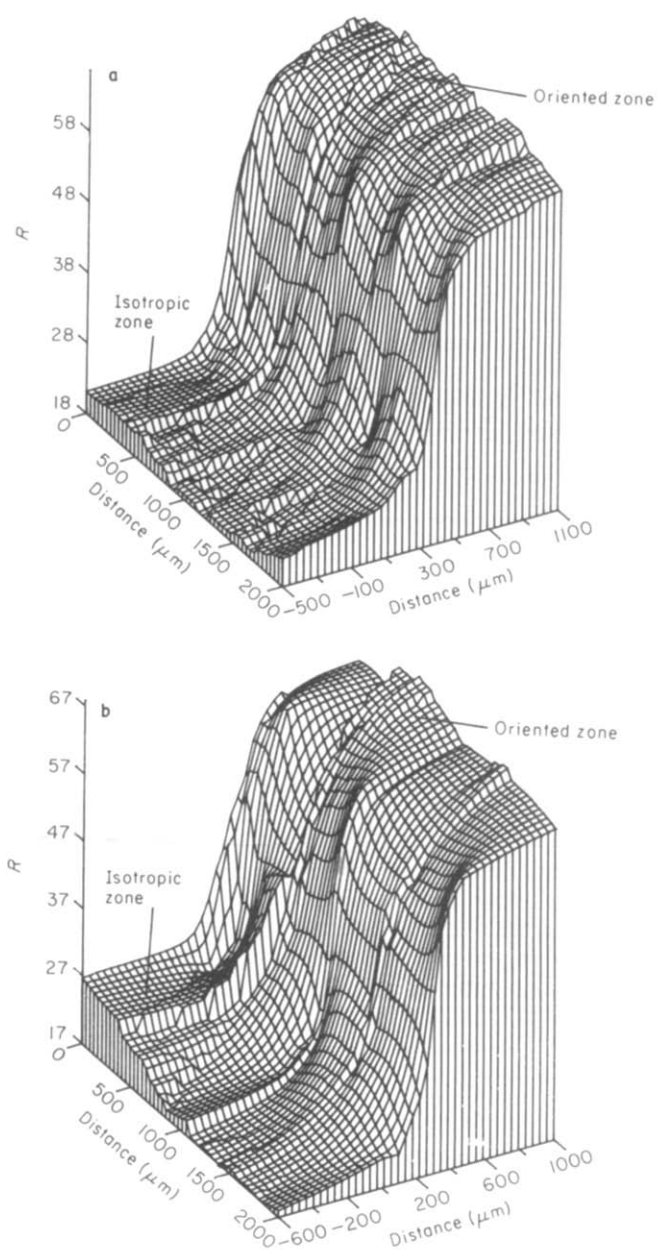 a
Oriented zone
58
48
R
38
Isotropic
zone
28
18
0
500
1000
1500
2000
Distance (μm)
-500 -100 300 700 1100
Distance (μm)
67
b
Oriented zone
57
47
R
Isotropic
zone
37
27
17
0
500
1000
1500
2000
Distance (μm)
-600 -200 200 600 1000
Distance (μm)